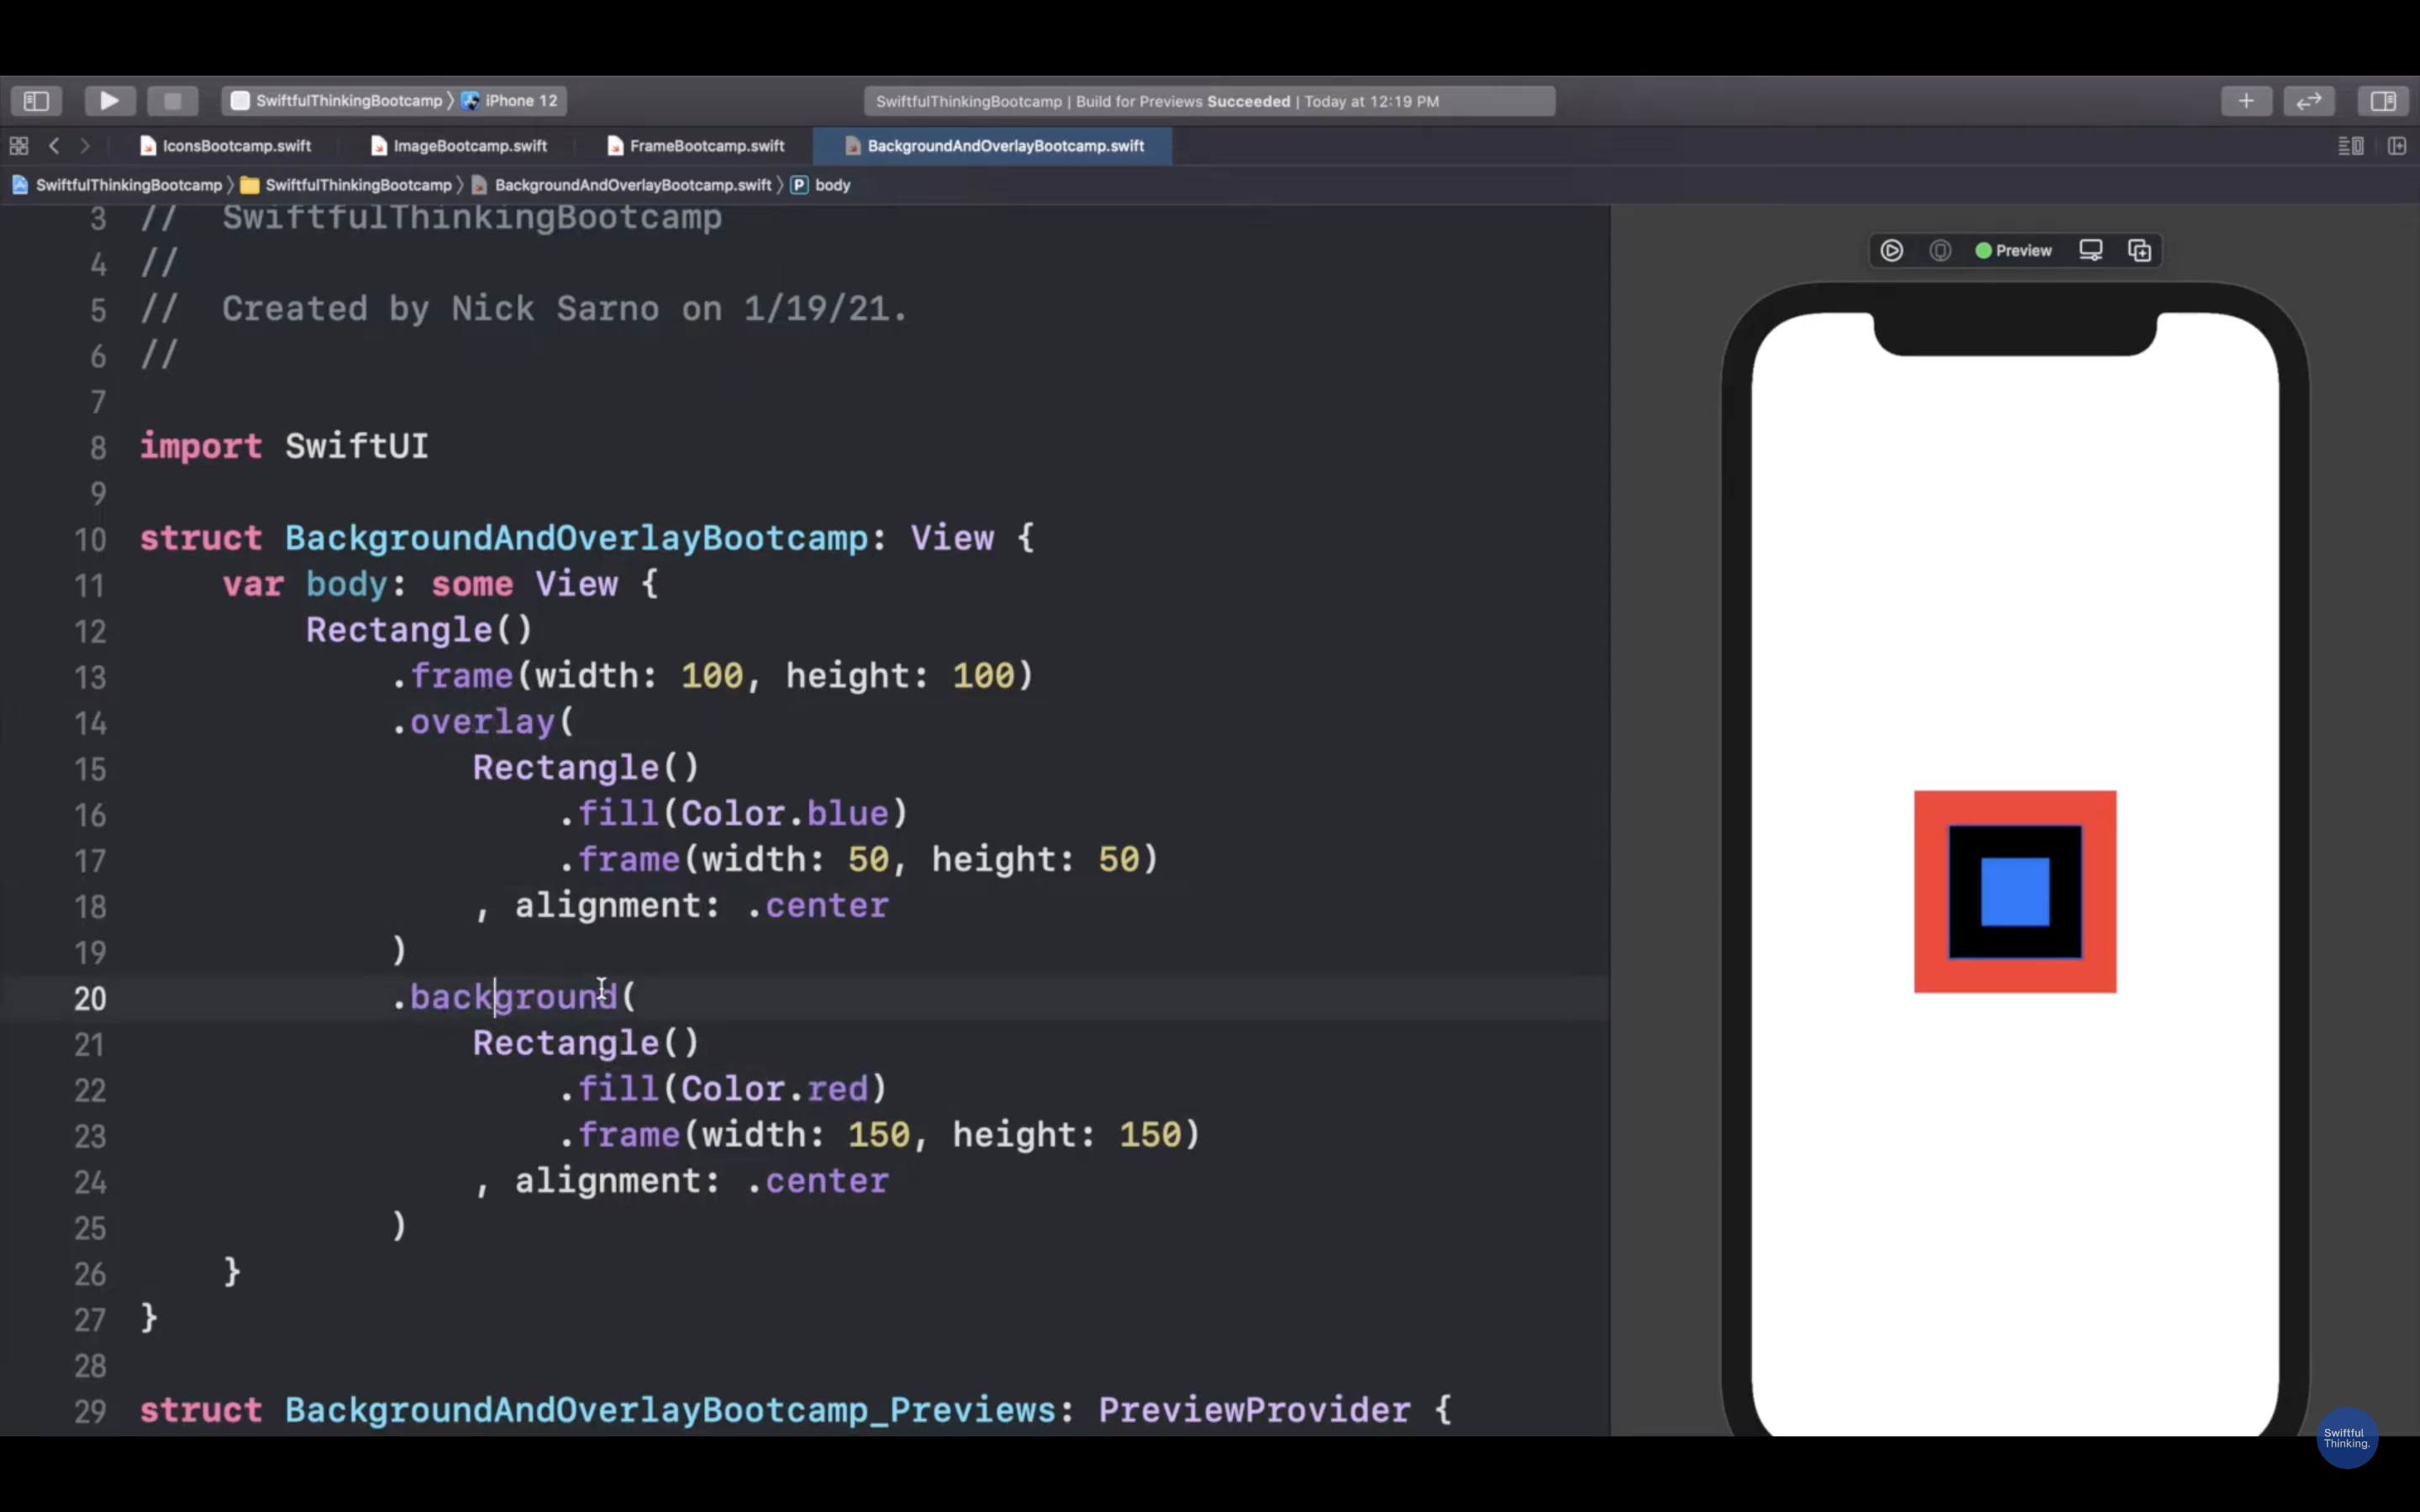 SwiftfulThinkingBootcamp 〉 iPhone 12
SwiftfulThinkingBootcamp | Build for Previews Succeeded | Today at 12:19 PM
IconsBootcamp.swift
ImageBootcamp.swift
FrameBootcamp.swift
BackgroundAndOverlayBootcamp.swift
SwiftfulThinkingBootcamp 〉 SwiftfulThinkingBootcamp 〉 BackgroundAndOverlayBootcamp.swift 〉 P body
3 //  SwiftfulThinkingBootcamp
4 //
5 //  Created by Nick Sarno on 1/19/21.
6 //
7
8 import SwiftUI
9
10 struct BackgroundAndOverlayBootcamp: View {
11     var body: some View {
12         Rectangle()
13             .frame(width: 100, height: 100)
14             .overlay(
15                 Rectangle()
16                     .fill(Color.blue)
17                     .frame(width: 50, height: 50)
18                 , alignment: .center
19             )
20             .background(
21                 Rectangle()
22                     .fill(Color.red)
23                     .frame(width: 150, height: 150)
24                 , alignment: .center
25             )
26     }
27 }
28
29 struct BackgroundAndOverlayBootcamp_Previews: PreviewProvider {
Preview
Swiftful
Thinking.